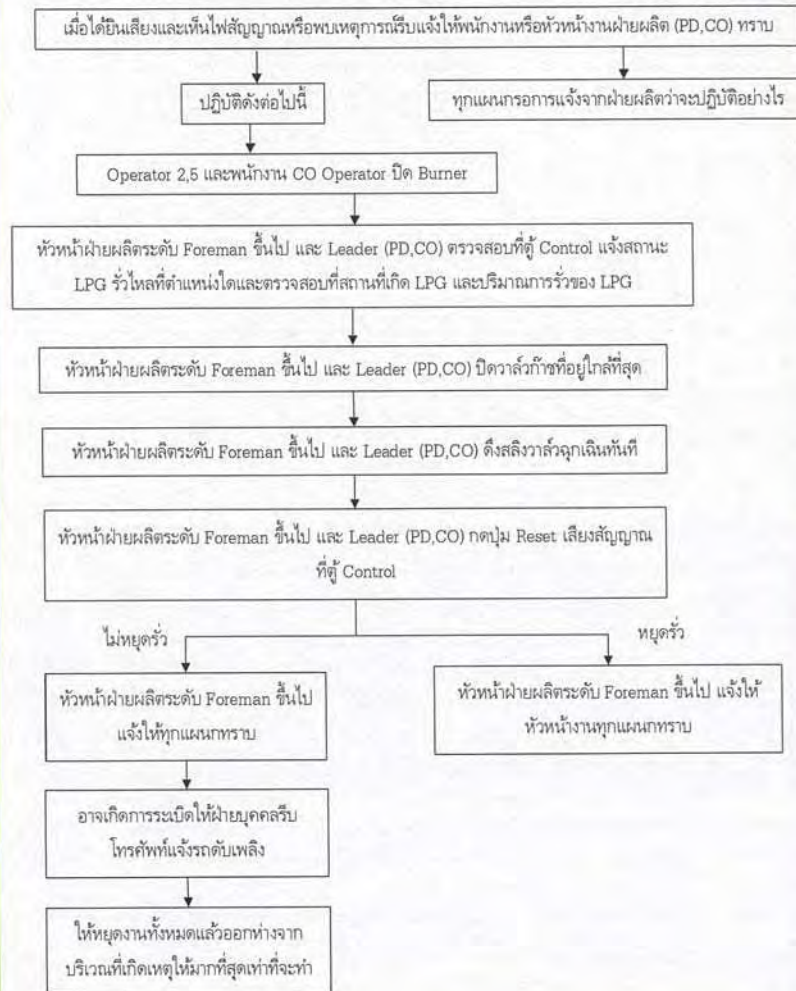 เมื่อได้ยินเสียงและเห็นไฟสัญญาณหรือพบเหตุการณ์รีบแจ้งให้พนักงานหรือหัวหน้างานฝ่ายผลิต (PD,CO) ทราบ
ปฏิบัติดังต่อไปนี้
ทุกแผนกรอการแจ้งจากฝ่ายผลิตว่าจะปฏิบัติอย่างไร
Operator 2,5 และพนักงาน CO Operator ปิด Burner
หัวหน้าฝ่ายผลิตระดับ Foreman ขึ้นไป และ Leader (PD,CO) ตรวจสอบที่ตู้ Control แจ้งสถานะ
LPG รั่วไหลที่ตำแหน่งใดและตรวจสอบที่สถานที่เกิด LPG และปริมาณการรั่วของ LPG
หัวหน้าฝ่ายผลิตระดับ Foreman ขึ้นไป และ Leader (PD,CO) ปิดวาล์วก๊าซที่อยู่ใกล้ที่สุด
หัวหน้าฝ่ายผลิตระดับ Foreman ขึ้นไป และ Leader (PD,CO) ดึงสลิงวาล์วฉุกเฉินทันที
หัวหน้าฝ่ายผลิตระดับ Foreman ขึ้นไป และ Leader (PD,CO) กดปุ่ม Reset เสียงสัญญาณ
ที่ตู้ Control
ไม่หยุดรั่ว
หยุดรั่ว
หัวหน้าฝ่ายผลิตระดับ Foreman ขึ้นไป
แจ้งให้ทุกแผนกทราบ
หัวหน้าฝ่ายผลิตระดับ Foreman ขึ้นไป แจ้งให้
หัวหน้างานทุกแผนกทราบ
อาจเกิดการระเบิดให้ฝ่ายบุคคลรีบ
โทรศัพท์แจ้งรถดับเพลิง
ให้หยุดงานทั้งหมดแล้วออกห่างจาก
บริเวณที่เกิดเหตุให้มากที่สุดเท่าที่จะทำ